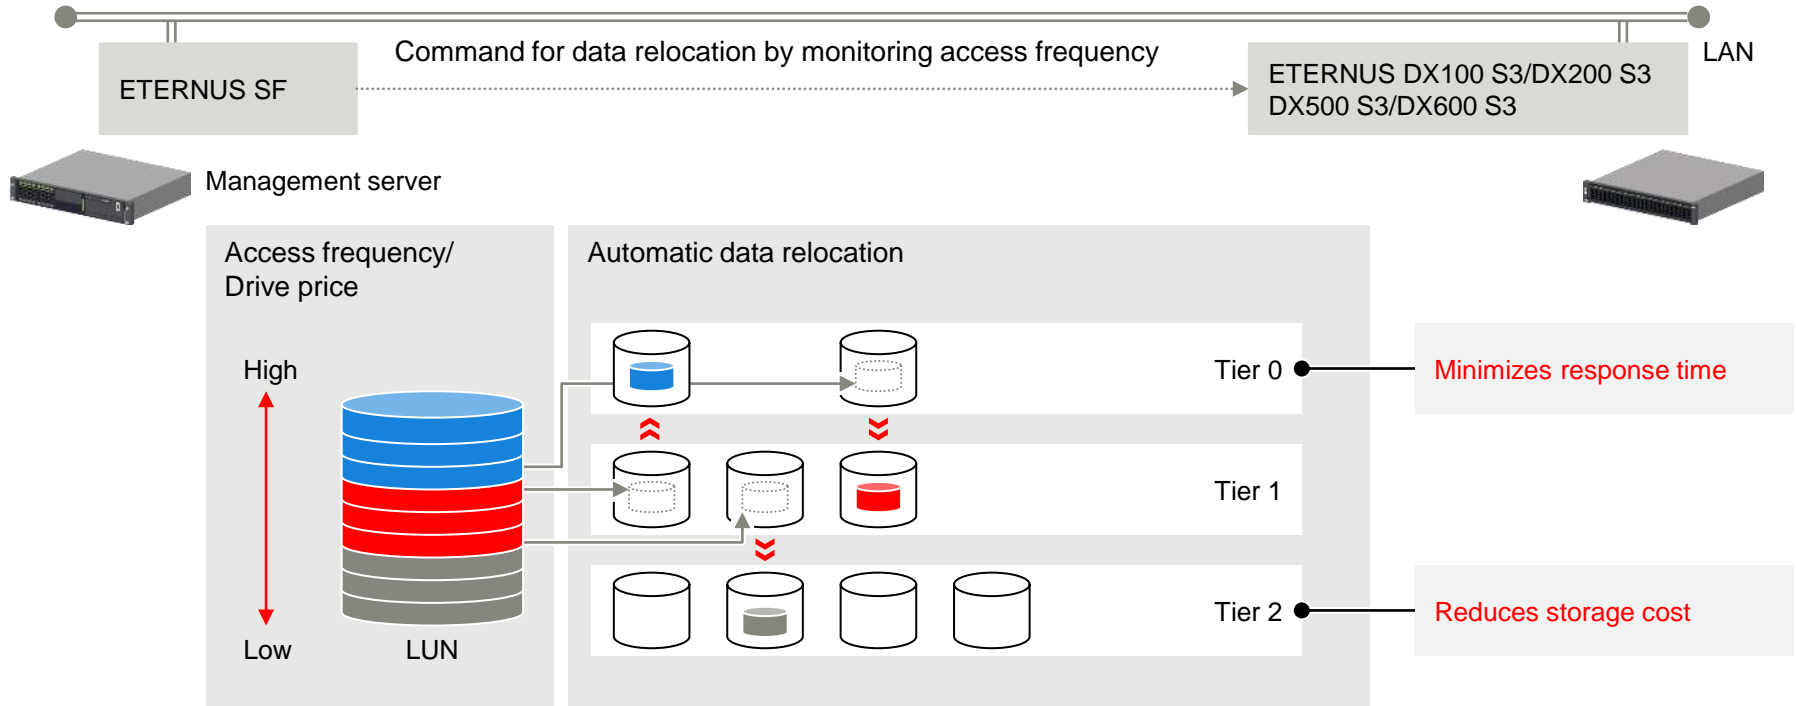 Command for data relocation by monitoring access frequency
LAN
ETERNUS SF
ETERNUS DX100 S3/DX200 S3
DX500 S3/DX600 S3
Management server
Access frequency/
Drive price
Automatic data relocation
High
Tier 0
Minimizes response time
Tier 1
Tier 2
Reduces storage cost
Low
LUN